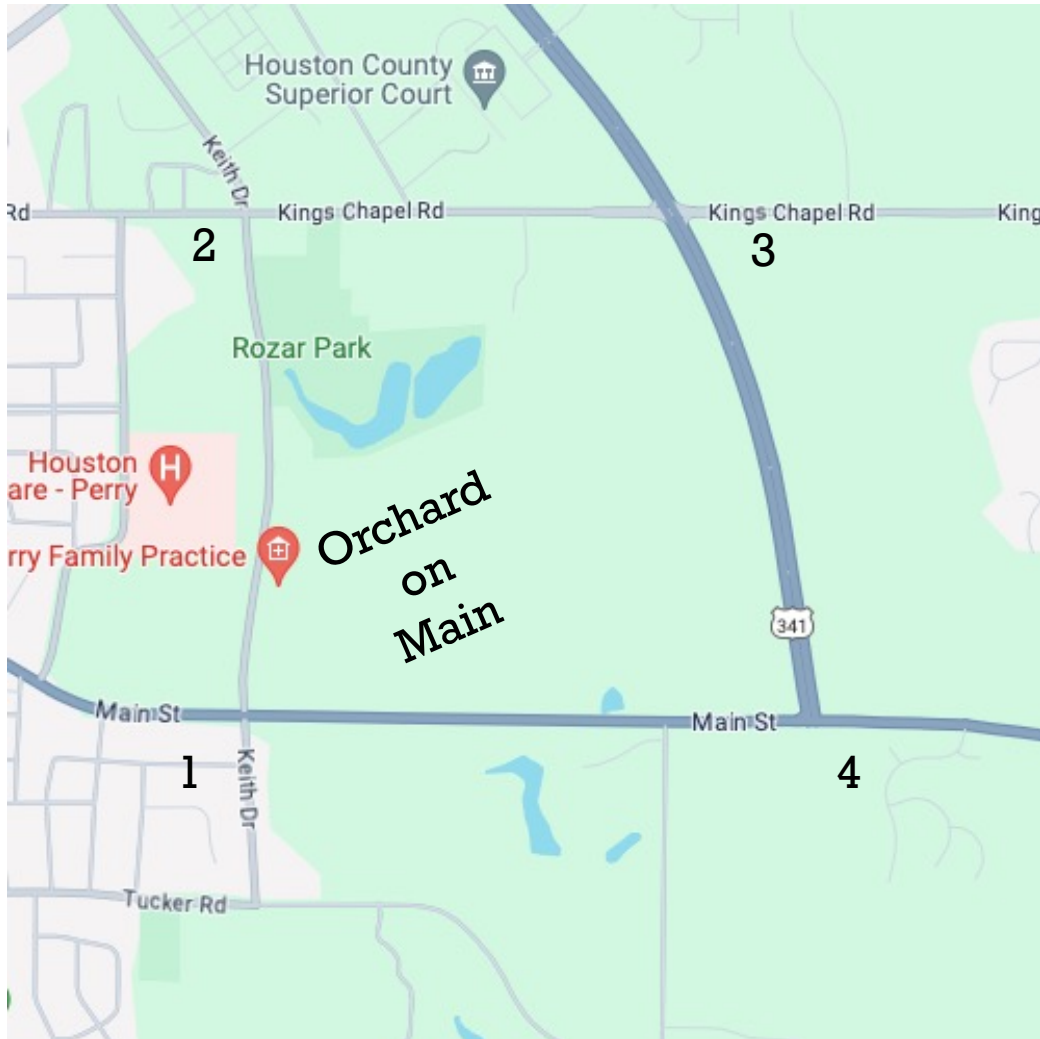 Houston County
Superior Court
Keith Dr
Rd
Kings Chapel Rd
Kings Chapel Rd
King
2
3
Rozar Park
Houston
are - Perry
H
rry Family Practice
Orchard
on
Main
341
Main St
Main St
1
Keith Dr
4
Tucker Rd